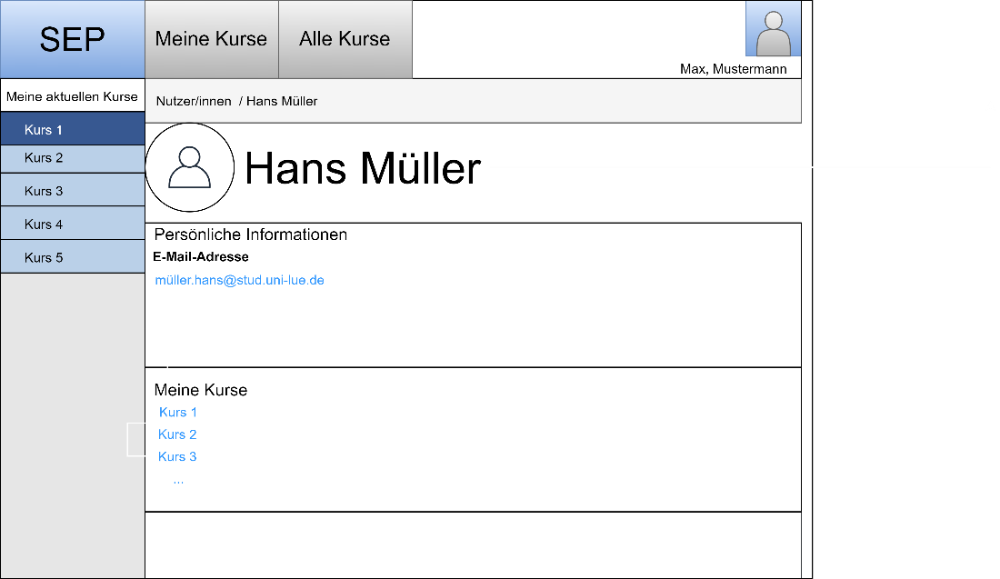 SEP
Meine Kurse
Alle Kurse
Max, Mustermann
Meine aktuellen Kurse
Kurs 1
Kurs 2
Kurs 3
Kurs 4
Kurs 5
Nutzer/innen / Hans Müller
Hans Müller
Persönliche Informationen
E-Mail-Adresse
müller.hans@stud.uni-lue.de
Meine Kurse
Kurs 1
Kurs 2
Kurs 3
...